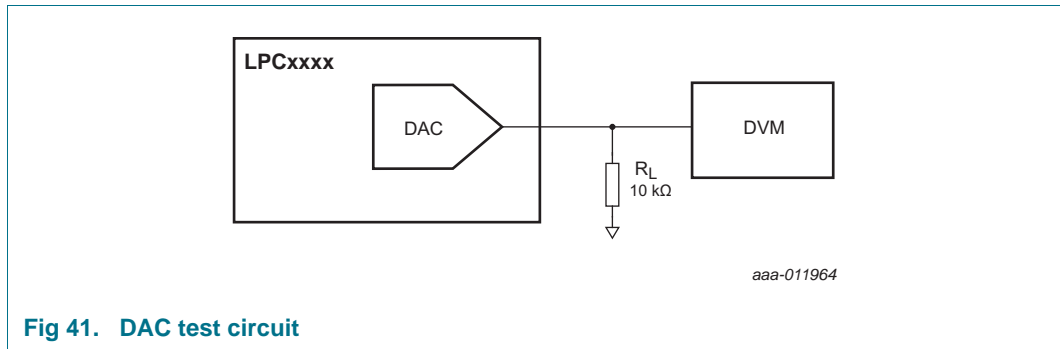 LPCxxxx
DAC
DVM
RL
10 kΩ
aaa-011964
Fig 41. DAC test circuit